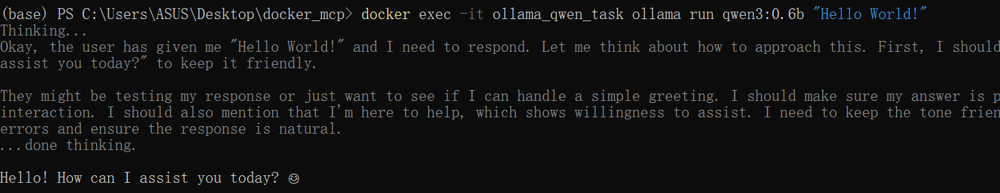 (base) PS C:\Users\ASUS\Desktop\docker_mcp> docker exec -it ollama_qwen_task ollama run qwen3:0.6b "Hello World!"
Thinking...
Okay, the user has given me "Hello World!" and I need to respond. Let me think about how to approach this. First, I should
assist you today?" to keep it friendly.
They might be testing my response or just want to see if I can handle a simple greeting. I should make sure my answer is p
interaction. I should also mention that I'm here to help, which shows willingness to assist. I need to keep the tone frien
errors and ensure the response is natural.
...done thinking.
Hello! How can I assist you today? 😊